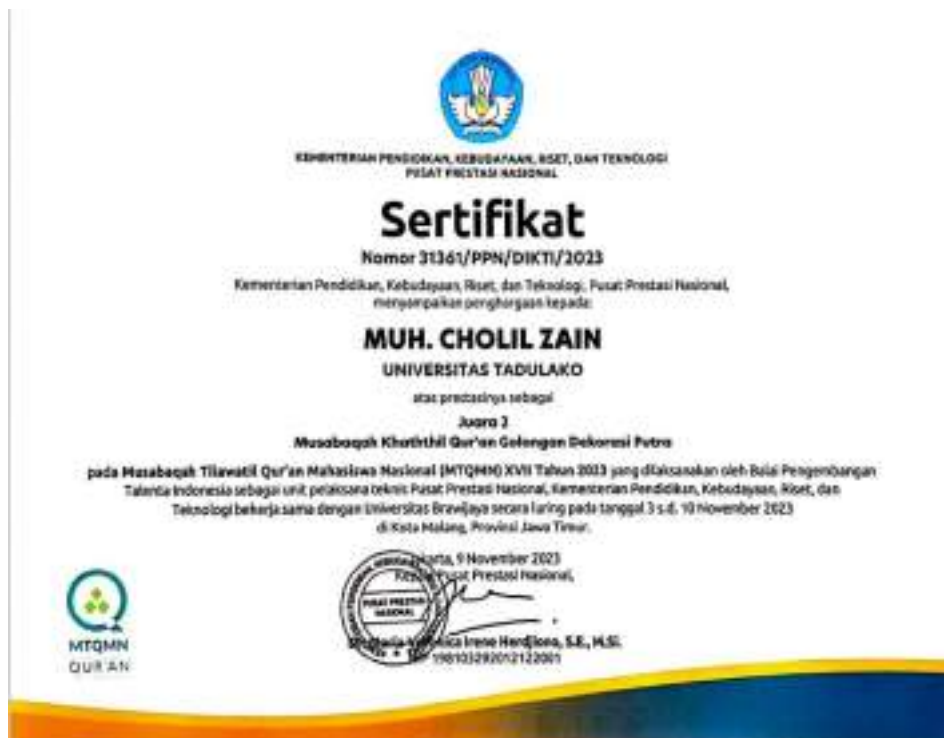 KEMENTERIAN PENDIDIKAN, KEBUDAYAAN, RISET, DAN TEKNOLOGI
PUSAT PRESTASI NASIONAL
Sertifikat
Nomor 31361/PPN/DIKTI/2023
Kementerian Pendidikan, Kebudayaan, Riset, dan Teknologi, Pusat Prestasi Nasional,
menyampaikan penghargaan kepada:
MUH. CHOLIL ZAIN
UNIVERSITAS TADULAKO
atas prestasinya sebagai
Juara
Musabaqah Khaththil Qur'an Golongan Dekorasi Putra
pada Musabaqah Tilawatil Qur'an Mahasiswa Nasional (MTQMN) XVII Tahun 2023 yang dilaksanakan oleh Balai Pengembangan
Talenta Indonesia sebagai unit pelaksana teknis Pusat Prestasi Nasional, Kementerian Pendidikan, Kebudayaan, Riset, dan
Teknologi bekerja sama dengan Universitas Brawijaya secara luring pada tanggal 3 s.d. 10 November 2023
di Kota Malang, Provinsi Jawa Timur.
Jakarta, 9 November 2023
Pusat Prestasi Nasional,
PUSAT PRESTASI
NASIONAL
Irene Herdjiono, S.E., M.Si.
198103292012122001
MTQMN
QUR'AN